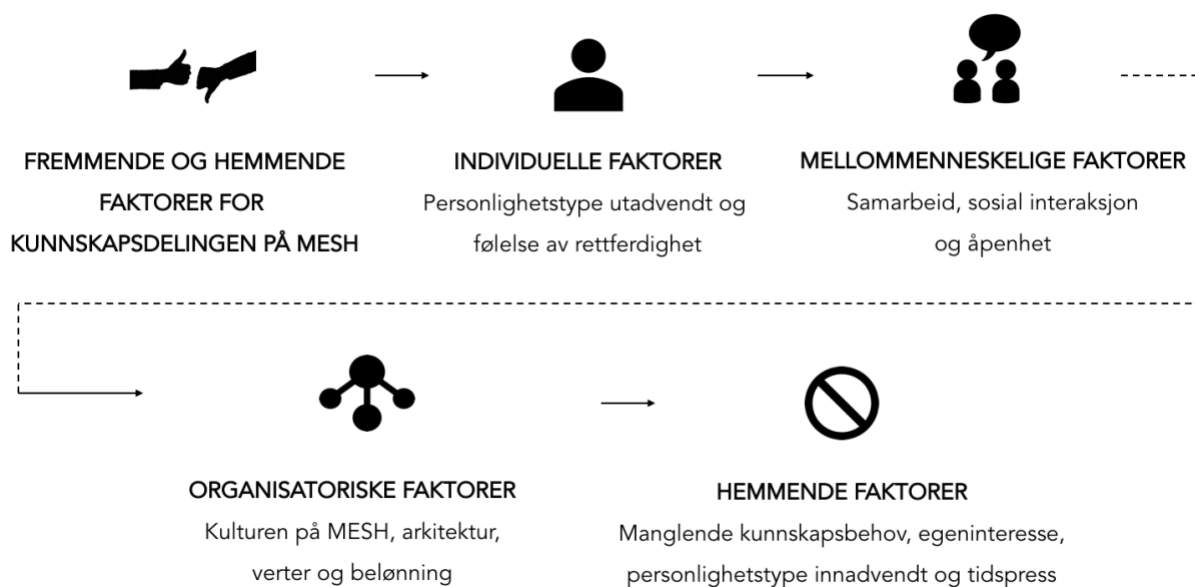 FREMMENDE OG HEMMENDE
FAKTORER FOR
KUNNSKAPSDELINGEN PÅ MESH
INDIVIDUELLE FAKTORER
Personlighetstype utadvendt og
følelse av rettferdighet
MELLOMMENNESKELIGE FAKTORER
Samarbeid, sosial interaksjon
og åpenhet
ORGANISATORISKE FAKTORER
Kulturen på MESH, arkitektur,
verter og belønning
HEMMENDE FAKTORER
Manglende kunnskapsbehov, egeninteresse,
personlighetstype innadvendt og tidspress